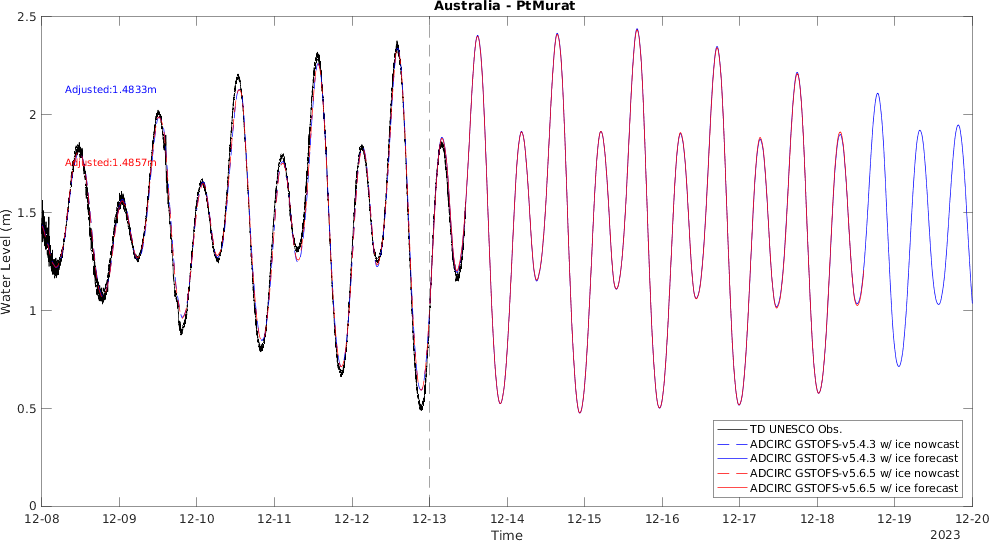 Australia - PtMurat
2.5
2
1.5
1
0.5
0
Water Level (m)
Adjusted:1.4833m
Adjusted:1.4857m
TD UNESCO Obs.
ADCIRC GSTOFS-v5.4.3 w/ ice nowcast
ADCIRC GSTOFS-v5.4.3 w/ ice forecast
ADCIRC GSTOFS-v5.6.5 w/ ice nowcast
ADCIRC GSTOFS-v5.6.5 w/ ice forecast
12-08 12-09 12-10 12-11 12-12 12-13 12-14 12-15 12-16 12-17 12-18 12-19 12-20
Time
2023